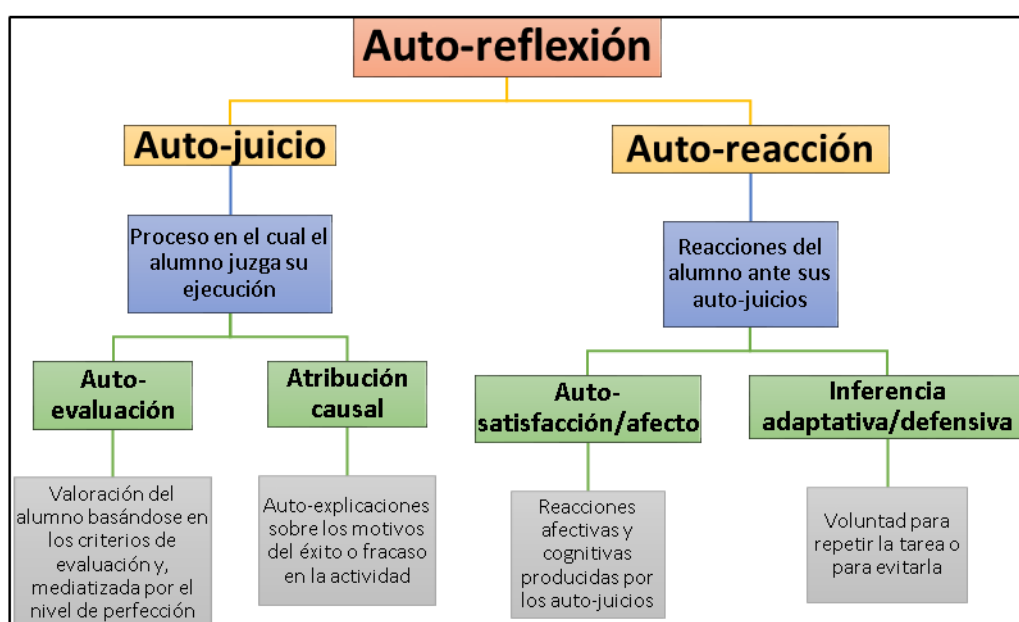 Auto-reflexión
Auto-juicio
Auto-reacción
Proceso en el cual el
alumno juzga su
ejecución
Reacciones del
alumno ante sus
auto-juicios
Auto-
evaluación
Atribución
causal
Auto-
satisfacción/afecto
Inferencia
adaptativa/defensiva
Valoración del
alumno basándose en
los criterios de
evaluación y,
mediatizada por el
nivel de perfección
Auto-explicaciones
sobre los motivos
del éxito o fracaso
en la actividad
Reacciones
afectivas y
cognitivas
producidas por
los auto-juicios
Voluntad para
repetir la tarea o
para evitarla